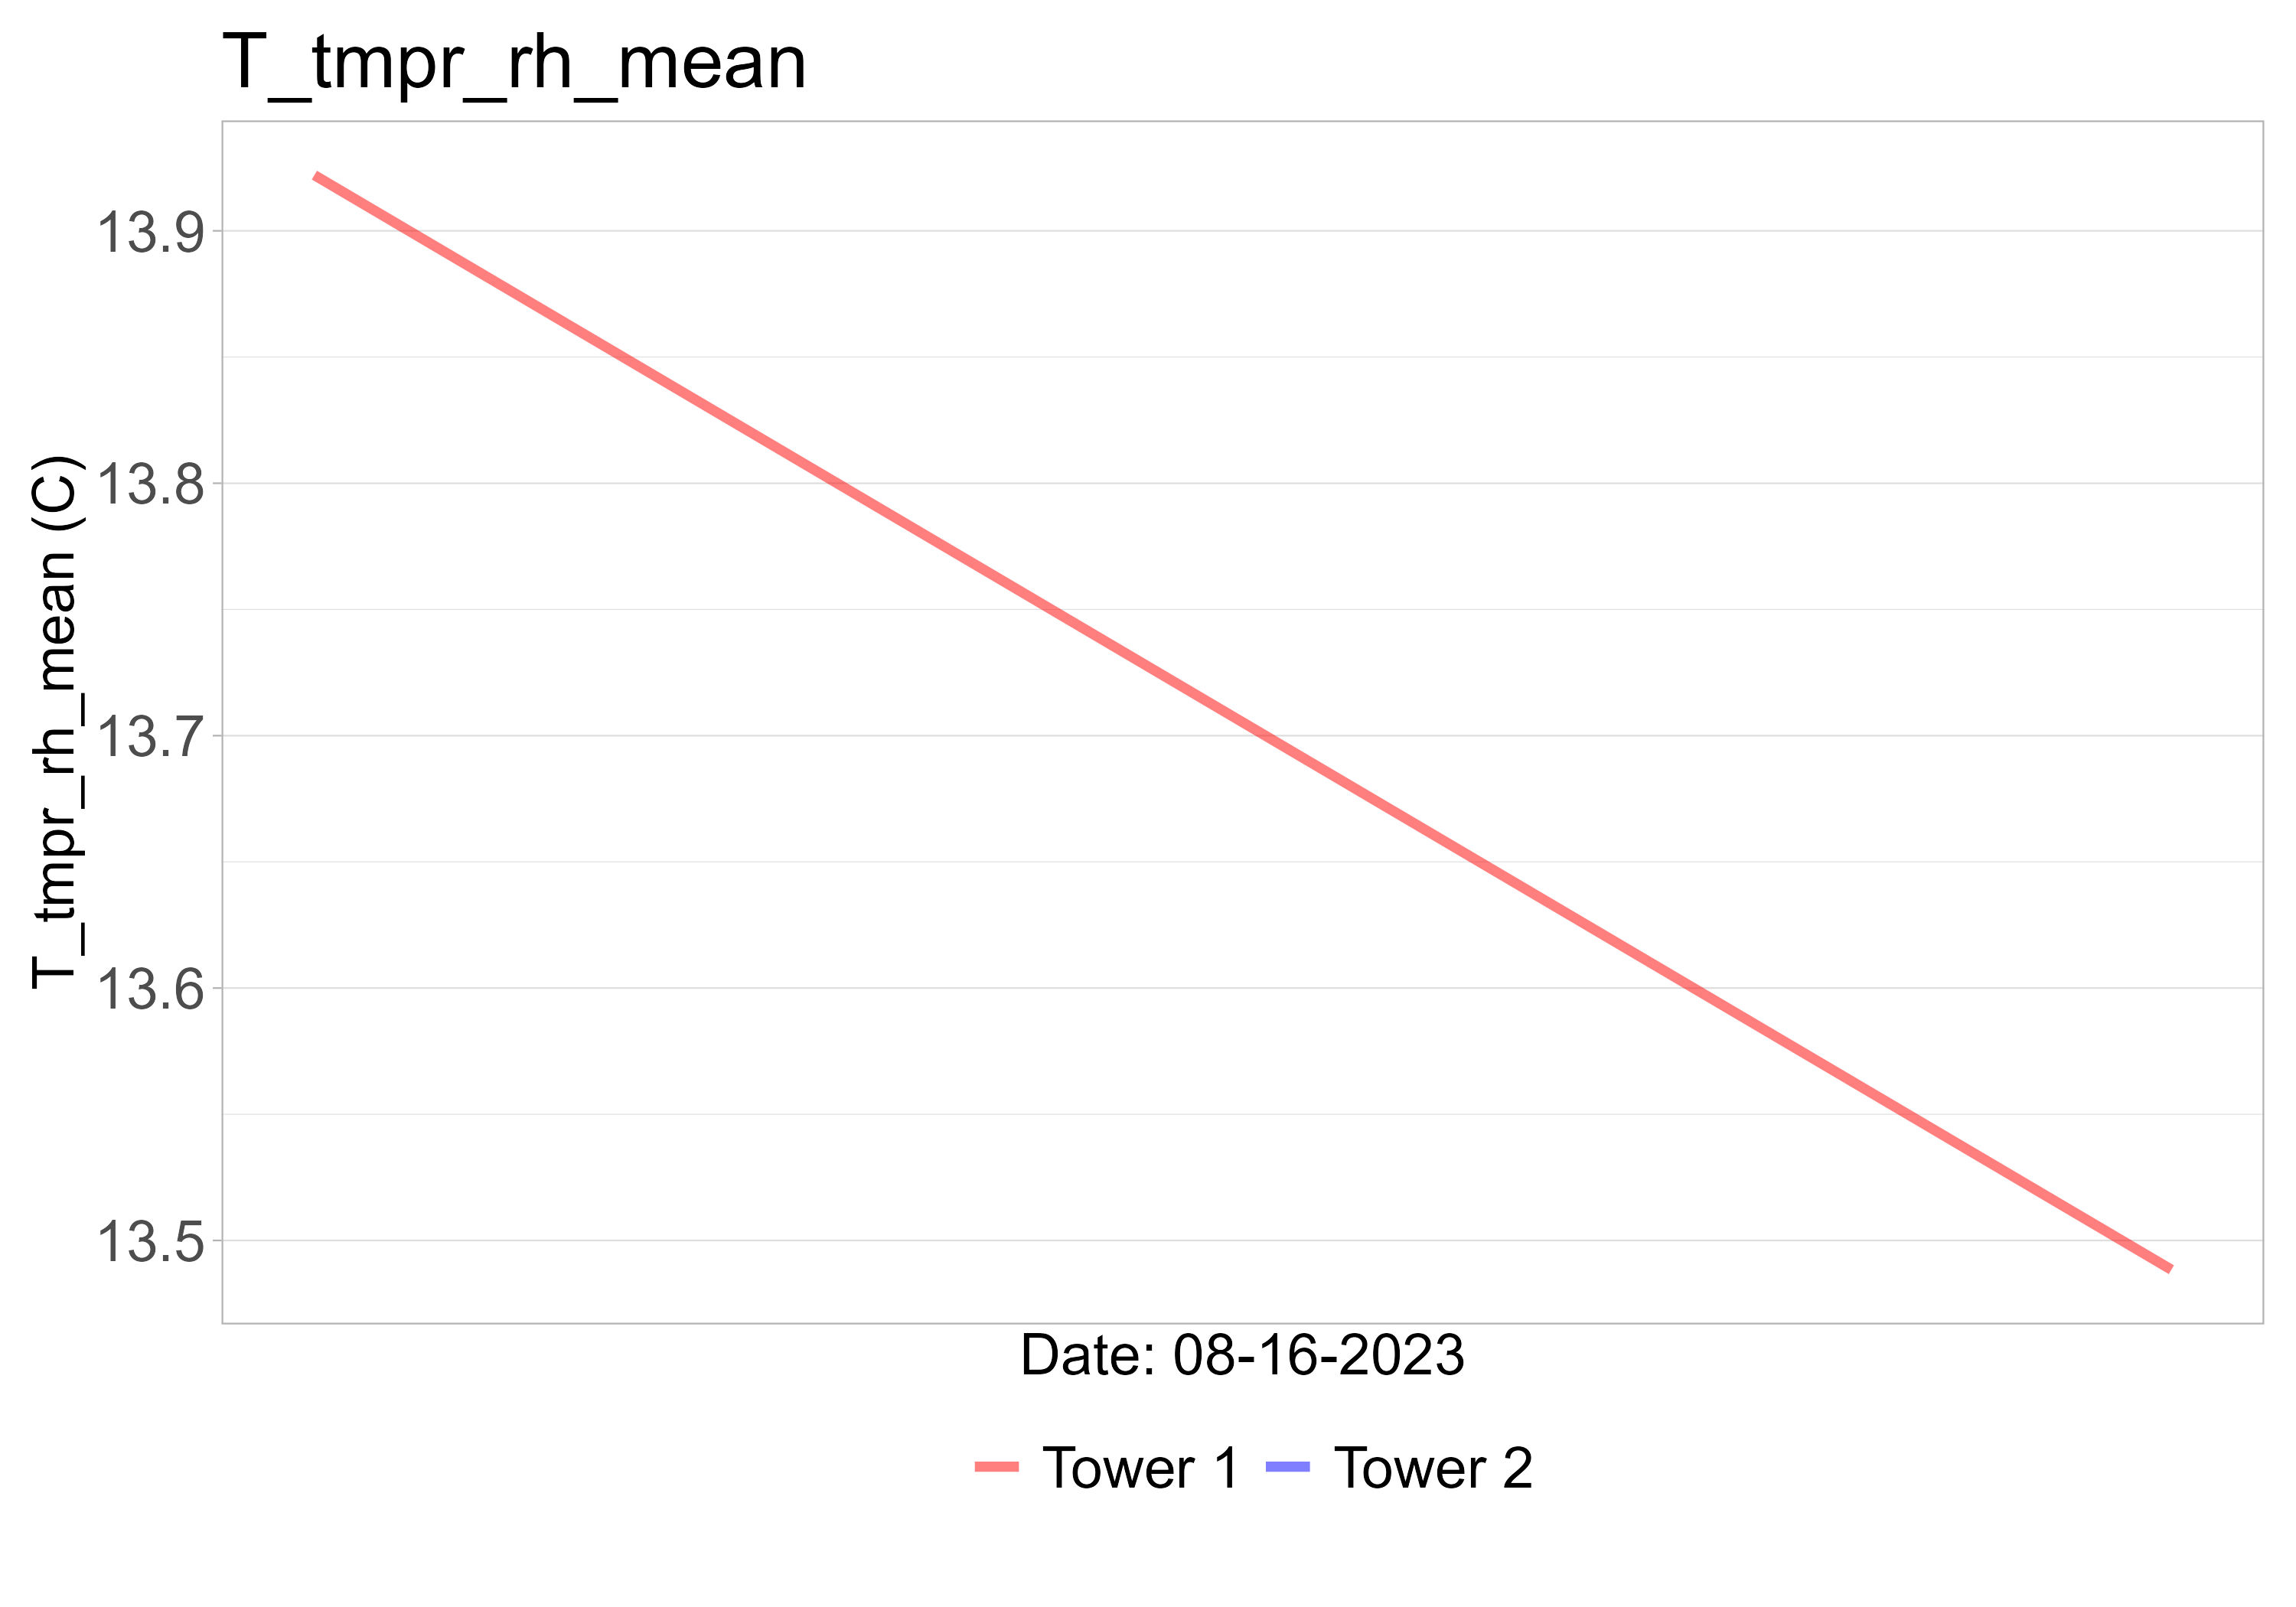 T_tmpr_rh_mean
T_tmpr_rh_mean (C)
13.9
13.8
13.7
13.6
13.5
Date: 08-16-2023
Tower 1 Tower 2